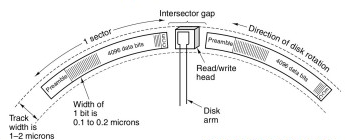 Intersector gap
1 sector
Direction of disk rotation
Preamble
4096 data bits
Preamble
4096 data bits
Read/write
head
Track
width is
1–2 microns
Width of
1 bit is
0.1 to 0.2 microns
Disk
arm